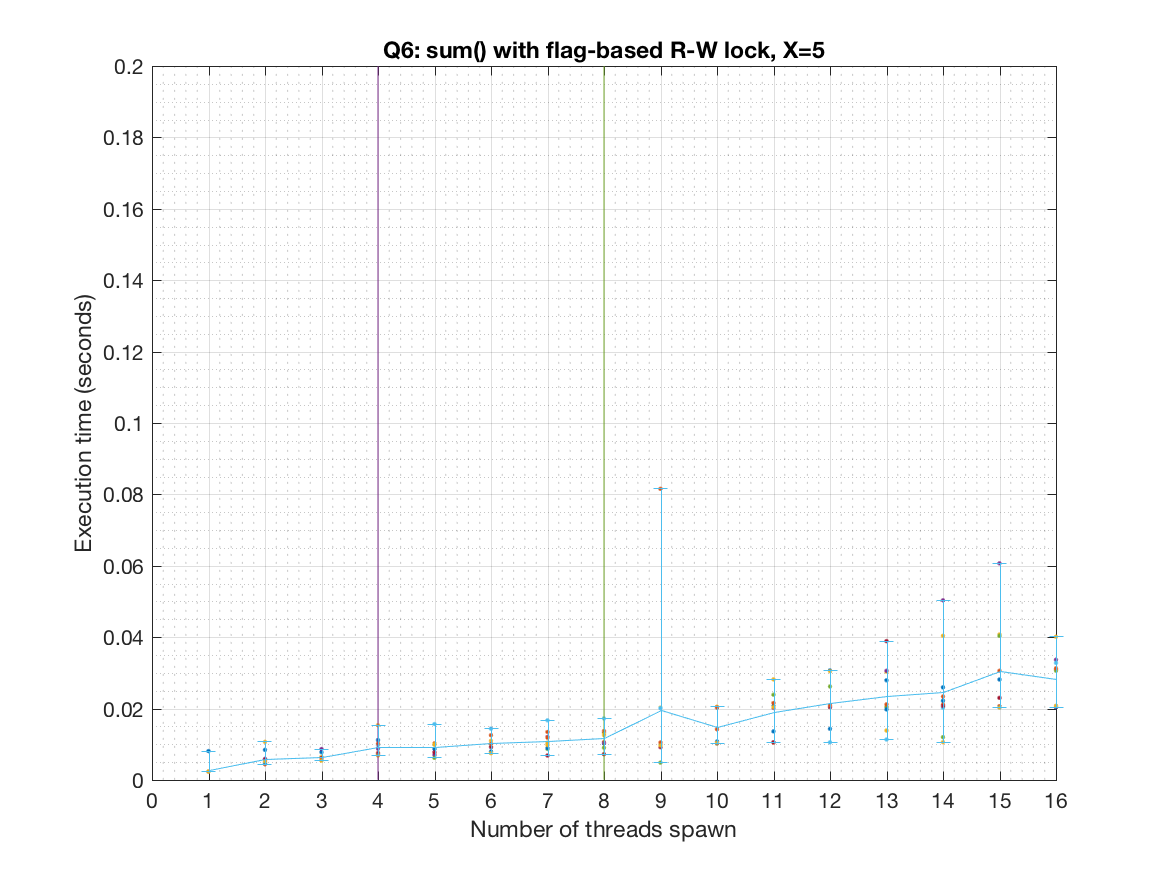 Q6: sum() with flag-based R-W lock, X=5
0.2
0.18
0.16
0.14
0.12
0.1
0.08
0.06
0.04
0.02
0
Execution time (seconds)
0 1 2 3 4 5 6 7 8 9 10 11 12 13 14 15 16
Number of threads spawn